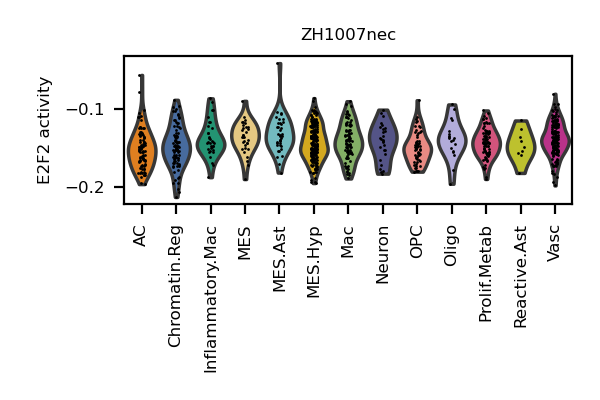 ZH1007nec
E2F2 activity
−0.1
−0.2
AC
Chromatin.Reg
Inflammatory.Mac
MES
MES.Ast
MES.Hyp
Mac
Neuron
OPC
Oligo
Prolif.Metab
Reactive.Ast
Vasc